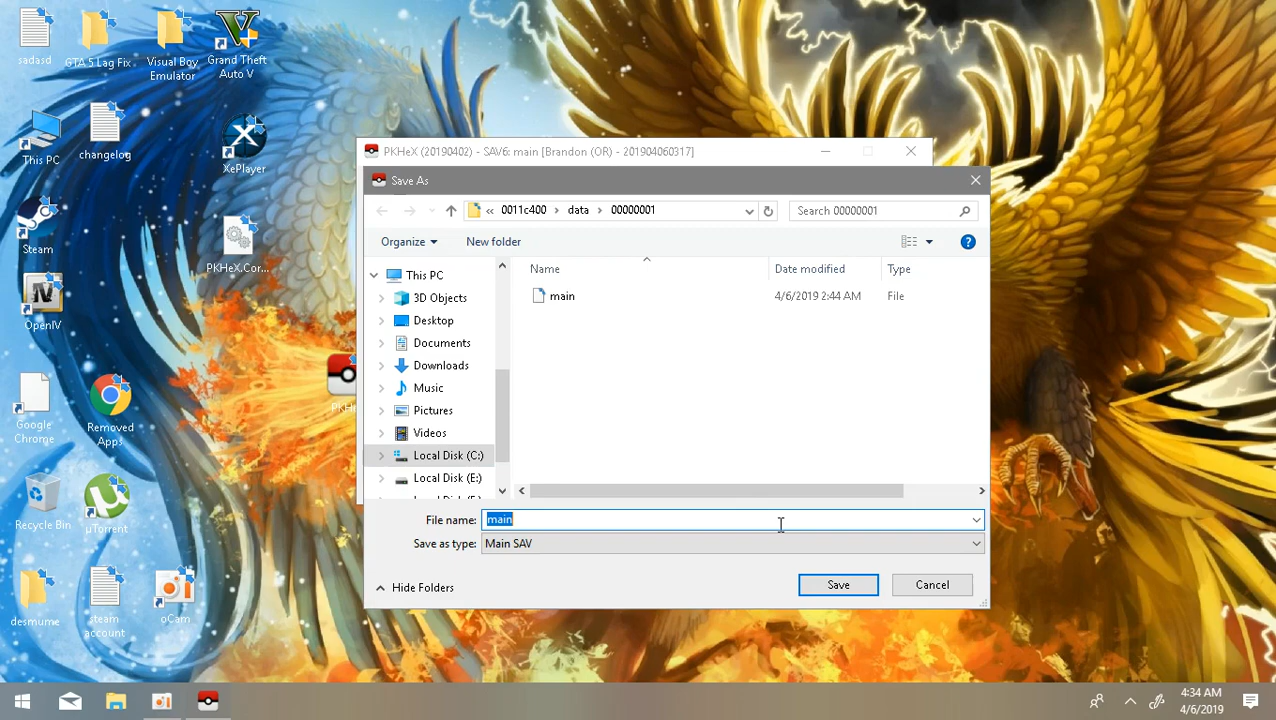 sadasd
GTA 5 Lag Fix
Visual Boy
Emulator
Grand Theft
Auto V
This PC
changelog
XePlayer
Steam
PKHeX.Cor...
OpenIV
Google
Chrome
Removed
Apps
Recycle Bin
µTorrent
desmume
steam
account
oCam
PKHeX (20190402) - SAV6: main [Brandon (OR) - 201904060317]
Save As
« 0011c400 › data › 00000001
Search 00000001
Organize
New folder
This PC
3D Objects
Desktop
Documents
Downloads
Music
Pictures
Videos
Local Disk (C:)
Local Disk (E:)
Name
Date modified
Type
main
4/6/2019 2:44 AM
File
File name: main
Save as type: Main SAV
Hide Folders
Save
Cancel
4:34 AM
4/6/2019